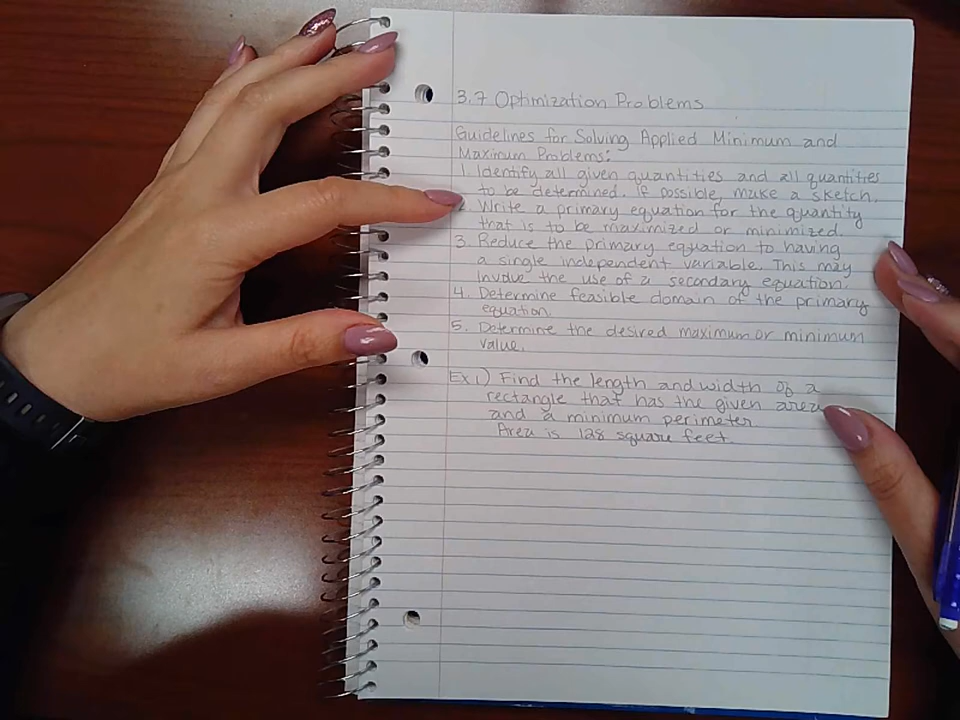 3.7 Optimization Problems
Guidelines for Solving Applied Minimum and
Maximum Problems:
1. Identify all given quantities and all quantities
to be determined. If possible, make a sketch.
2. Write a primary equation for the quantity
that is to be maximized or minimized.
3. Reduce the primary equation to having
a single independent variable. This may
involve the use of a secondary equation.
4. Determine feasible domain of the primary
equation.
5. Determine the desired maximum or minimum
value.
Ex 1) Find the length and width of a
rectangle that has the given area
and a minimum perimeter.
Area is 128 square feet.